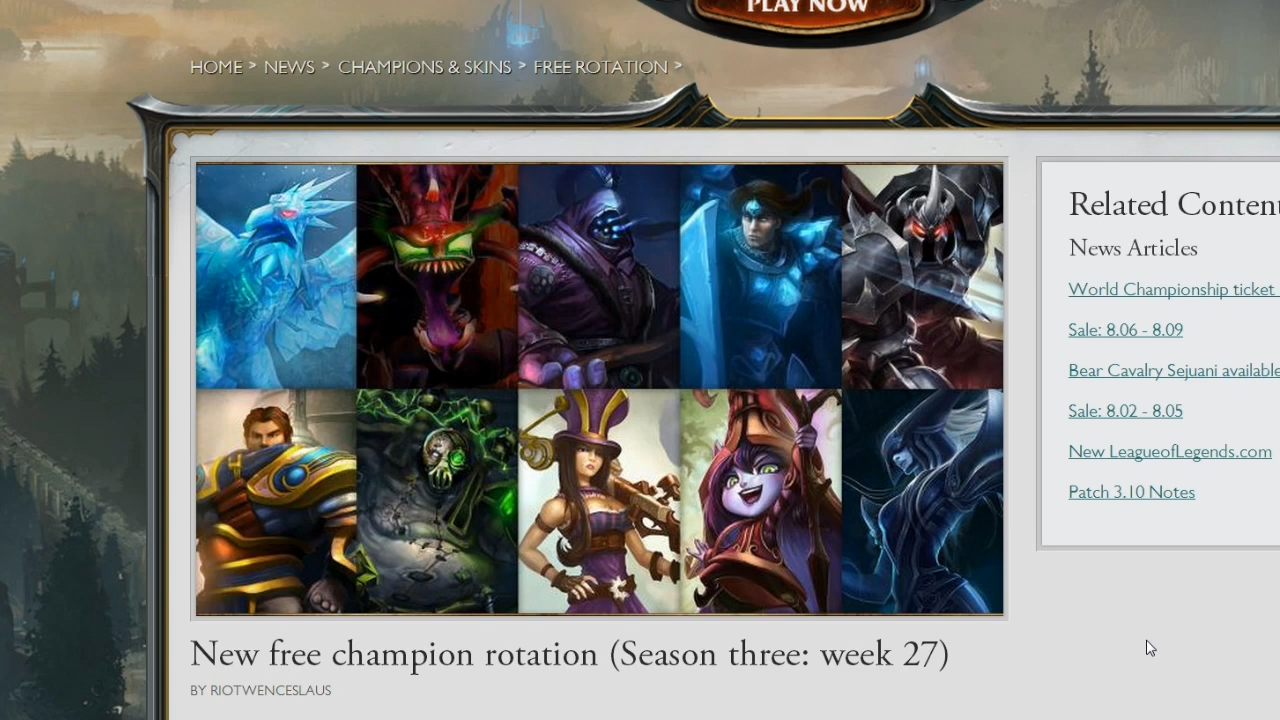 PLAY NOW
HOME > NEWS > CHAMPIONS & SKINS > FREE ROTATION >
Related Content
News Articles
World Championship ticket
Sale: 8.06 - 8.09
Bear Cavalry Sejuani available
Sale: 8.02 - 8.05
New LeagueofLegends.com
Patch 3.10 Notes
New free champion rotation (Season three: week 27)
BY RIOTWENCESLAUS